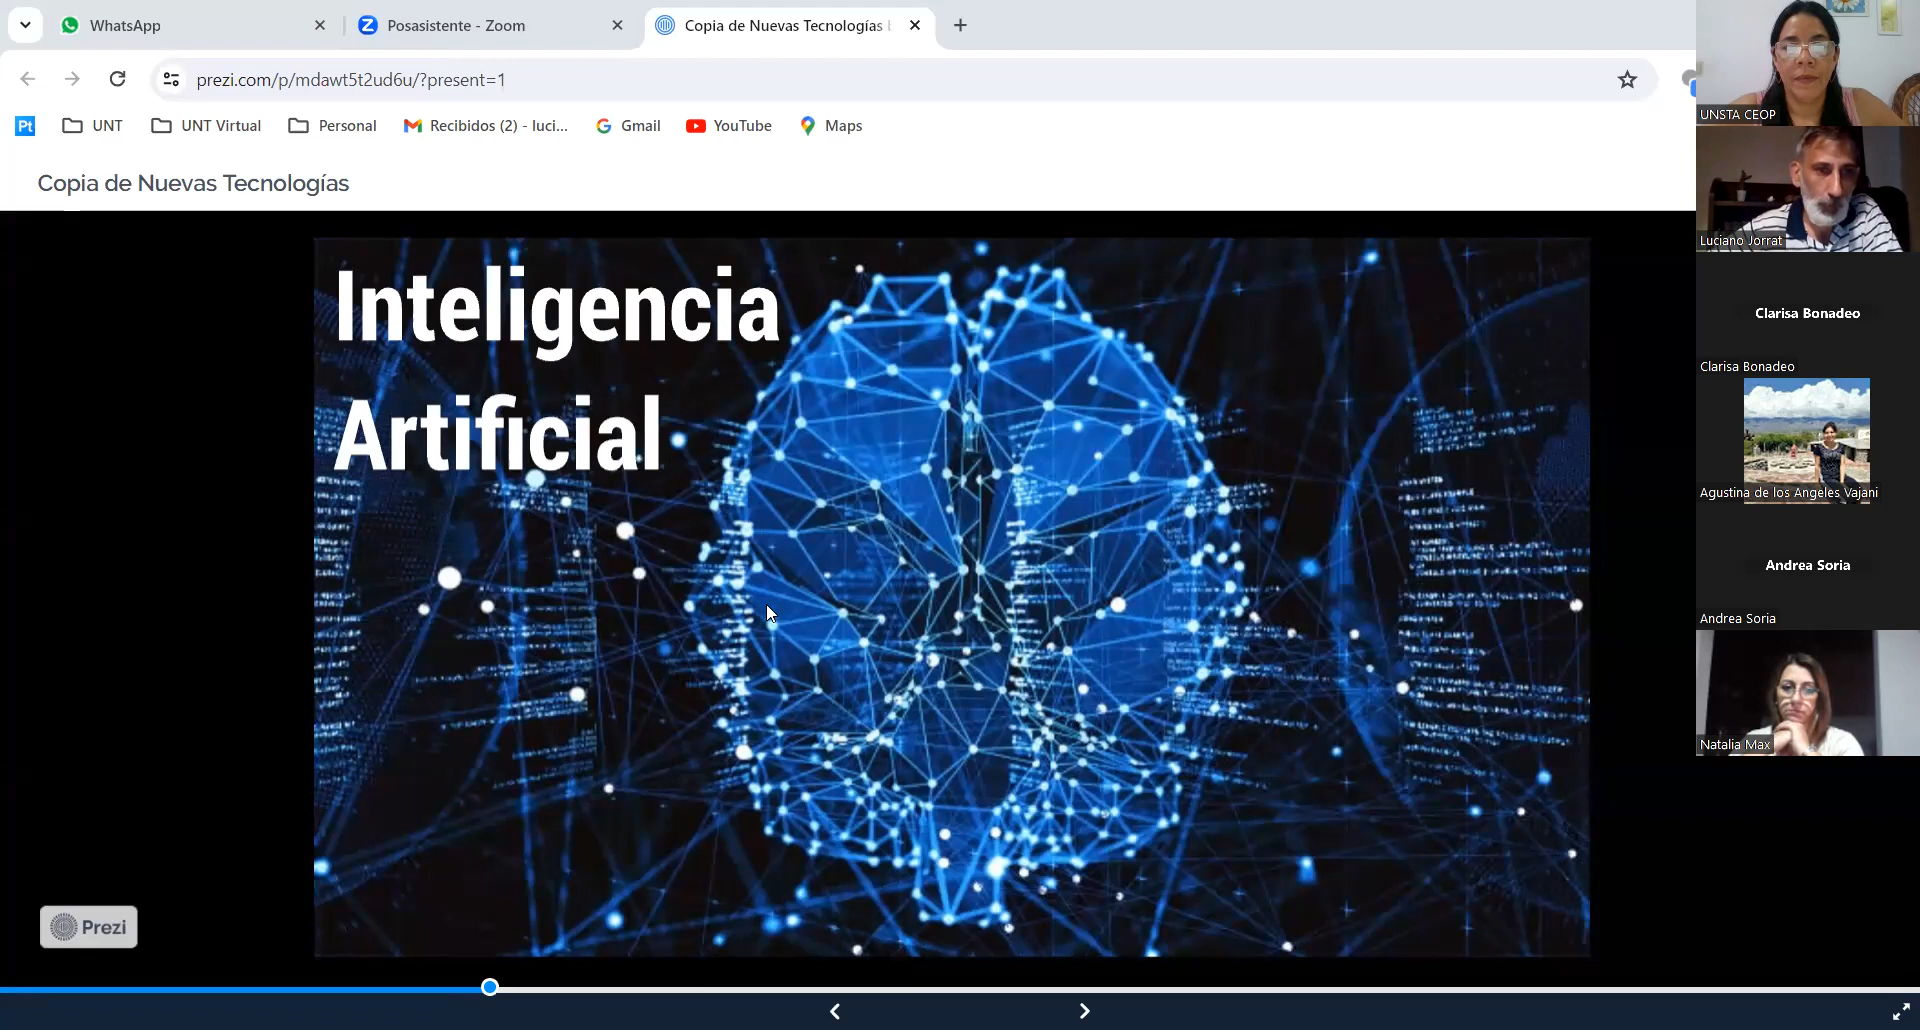 WhatsApp
Posasistente - Zoom
Copia de Nuevas Tecnologías
prezi.com/p/mdawt5t2ud6u/?present=1
Pt
UNT
UNT Virtual
Personal
Recibidos (2) - luci...
Gmail
YouTube
Maps
Copia de Nuevas Tecnologías
Inteligencia
Artificial
Prezi
UNSTA CEOP
Luciano Jorrat
Clarisa Bonadeo
Clarisa Bonadeo
Agustina de los Angeles Vajani
Andrea Soria
Andrea Soria
Natalia Max